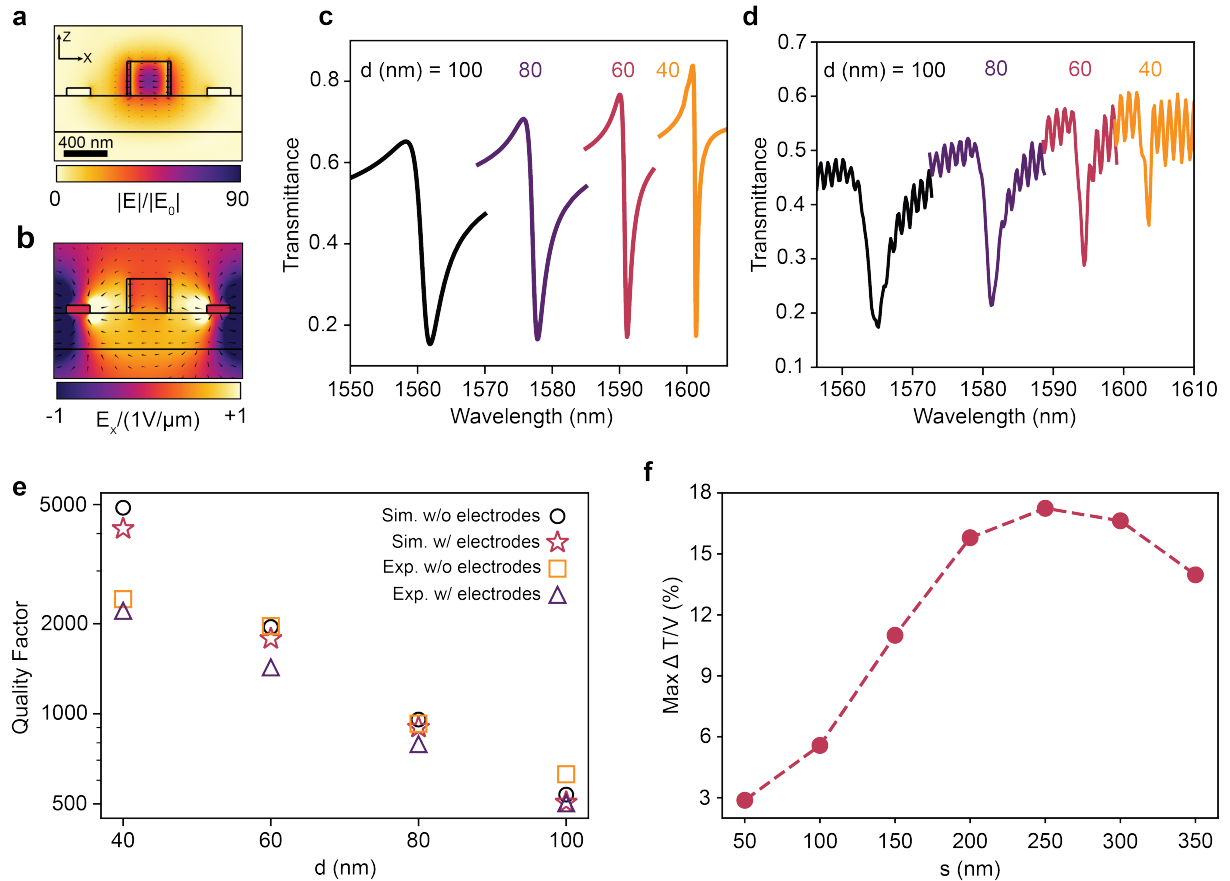 a
Z
X
400 nm
0 |E|/|E₀| 90
b
-1 Eₓ/(1V/µm) +1
c
d (nm) = 100 80 60 40
0.8
0.6
0.4
0.2
Transmittance
1550 1560 1570 1580 1590 1600
Wavelength (nm)
d
d (nm) = 100 80 60 40
0.7
0.6
0.5
0.4
0.3
0.2
0.1
Transmittance
1560 1570 1580 1590 1600 1610
Wavelength (nm)
e
Sim. w/o electrodes
Sim. w/ electrodes
Exp. w/o electrodes
Exp. w/ electrodes
5000
2000
1000
500
Quality Factor
40 60 80 100
d (nm)
f
18
15
12
9
6
3
Max Δ T/V (%)
50 100 150 200 250 300 350
s (nm)